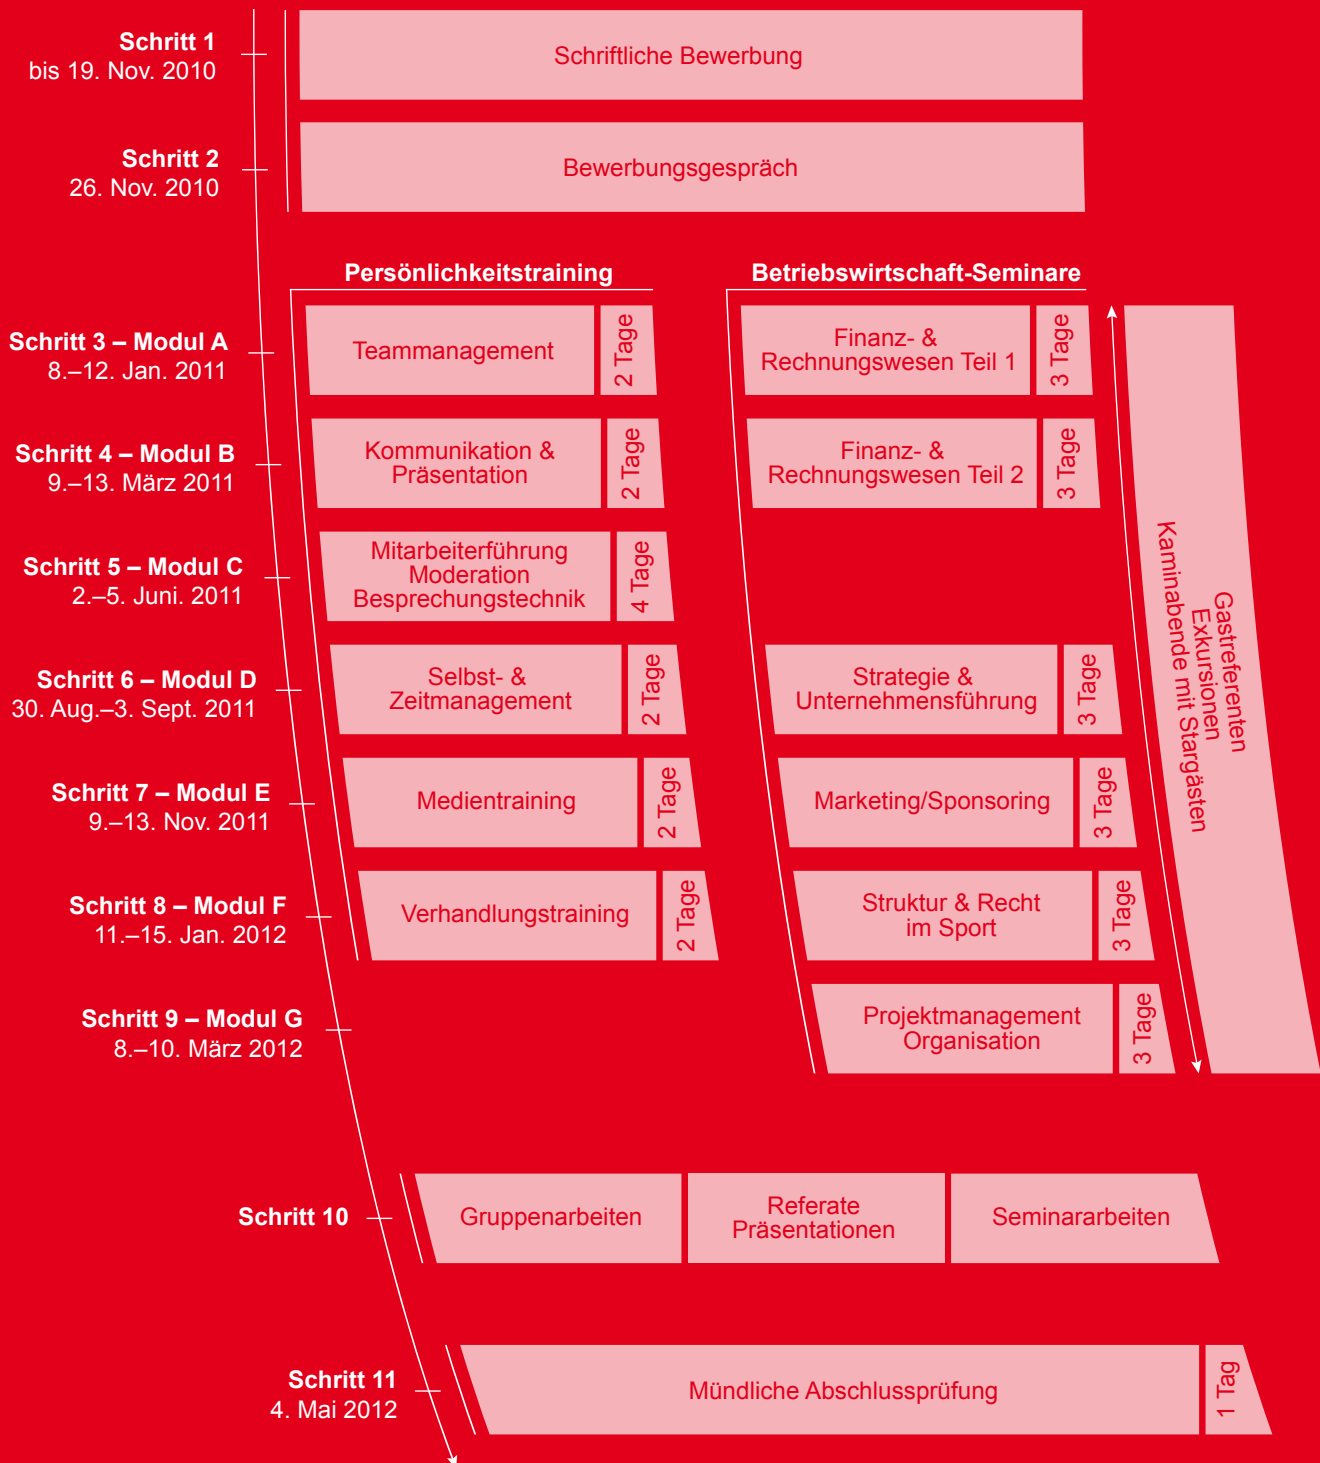 Schritt 1
bis 19. Nov. 2010
Schriftliche Bewerbung
Schritt 2
26. Nov. 2010
Bewerbungsgespräch
Persönlichkeitstraining
Betriebswirtschaft-Seminare
Schritt 3 – Modul A
8.–12. Jan. 2011
Teammanagement
2 Tage
Finanz- &
Rechnungswesen Teil 1
3 Tage
Schritt 4 – Modul B
9.–13. März 2011
Kommunikation &
Präsentation
2 Tage
Finanz- &
Rechnungswesen Teil 2
3 Tage
Schritt 5 – Modul C
2.–5. Juni. 2011
Mitarbeiterführung
Moderation
Besprechungstechnik
4 Tage
Schritt 6 – Modul D
30. Aug.–3. Sept. 2011
Selbst- &
Zeitmanagement
2 Tage
Strategie &
Unternehmensführung
3 Tage
Schritt 7 – Modul E
9.–13. Nov. 2011
Medientraining
2 Tage
Marketing/Sponsoring
3 Tage
Schritt 8 – Modul F
11.–15. Jan. 2012
Verhandlungstraining
2 Tage
Struktur & Recht
im Sport
3 Tage
Schritt 9 – Modul G
8.–10. März 2012
Projektmanagement
Organisation
3 Tage
Gastreferenten
Exkursionen
Kaminabende mit Stargästen
Schritt 10
Gruppenarbeiten
Referate
Präsentationen
Seminararbeiten
Schritt 11
4. Mai 2012
Mündliche Abschlussprüfung
1 Tag